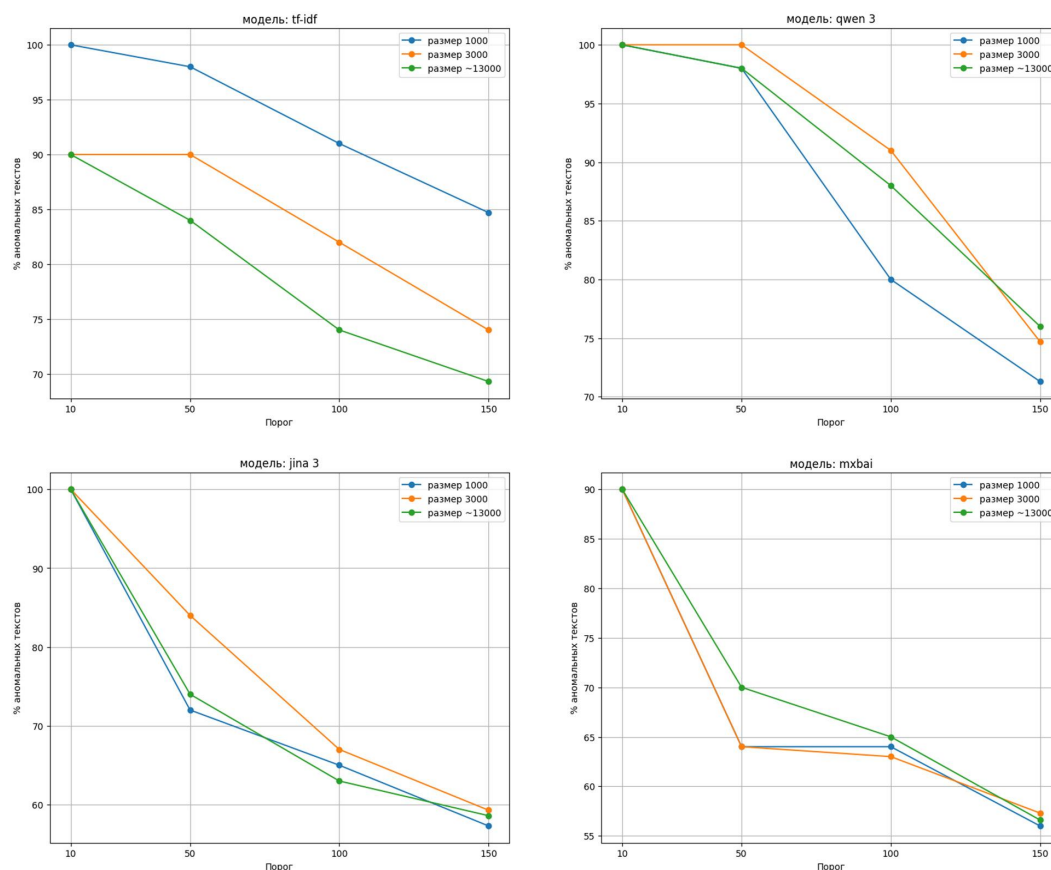 модель: tf-idf
% аномальных текстов
100
95
90
85
80
75
70
размер 1000
размер 3000
размер ~13000
10 50 100 150
Порог
модель: qwen 3
% аномальных текстов
100
95
90
85
80
75
70
размер 1000
размер 3000
размер ~13000
10 50 100 150
Порог
модель: jina 3
% аномальных текстов
100
90
80
70
60
размер 1000
размер 3000
размер ~13000
10 50 100 150
Порог
модель: mxbai
% аномальных текстов
90
85
80
75
70
65
60
55
размер 1000
размер 3000
размер ~13000
10 50 100 150
Порог